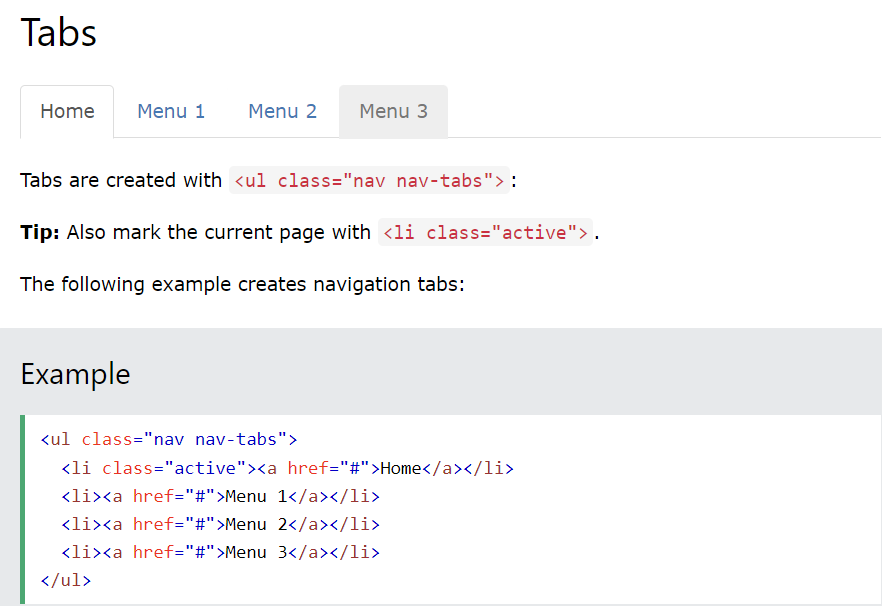 Tabs
Home Menu 1 Menu 2 Menu 3
Tabs are created with <ul class="nav nav-tabs">:
Tip: Also mark the current page with <li class="active">.
The following example creates navigation tabs:
Example
<ul class="nav nav-tabs">
  <li class="active"><a href="#">Home</a></li>
  <li><a href="#">Menu 1</a></li>
  <li><a href="#">Menu 2</a></li>
  <li><a href="#">Menu 3</a></li>
</ul>